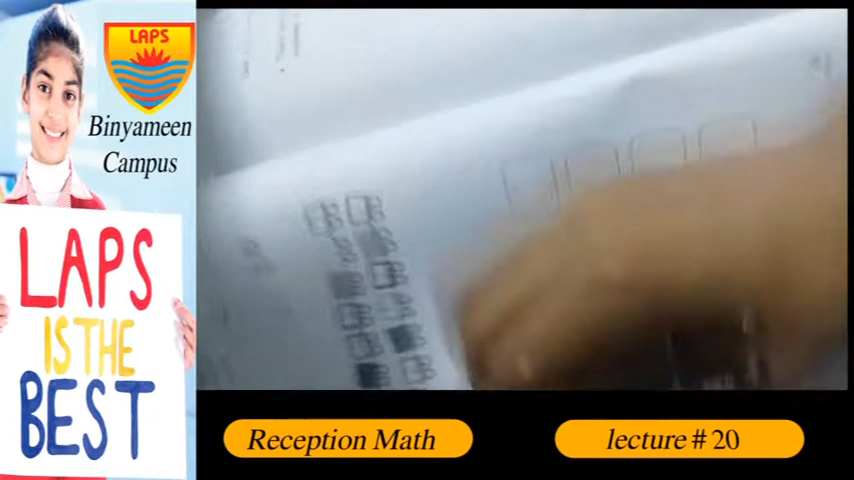 LAPS
Binyameen
Campus
LAPS
IS THE
BEST
Reception Math
lecture # 20